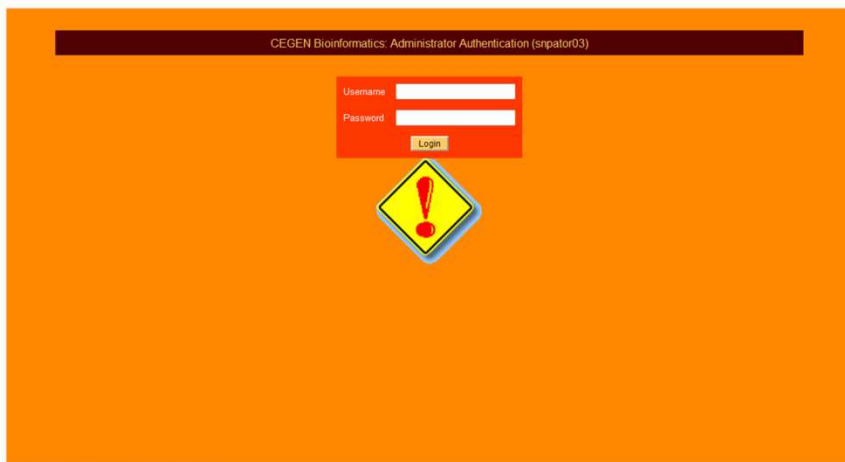 CEGEN Bioinformatics: Administrator Authentication (snpator03)
Username
Password
Login